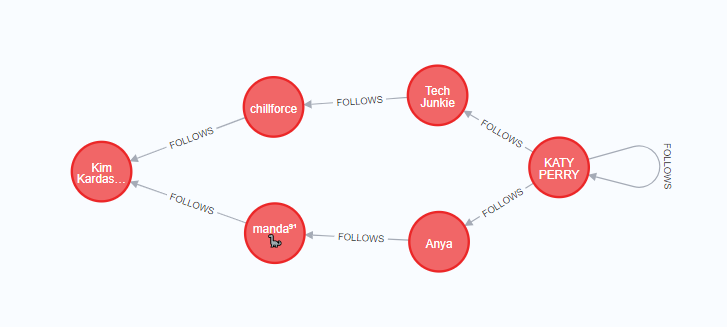 Tech
Junkie
FOLLOWS
chillforce
FOLLOWS
FOLLOWS
KATY
PERRY
FOLLOWS
Kim
Kardas...
FOLLOWS
FOLLOWS
manda⁹¹
🦕
FOLLOWS
Anya